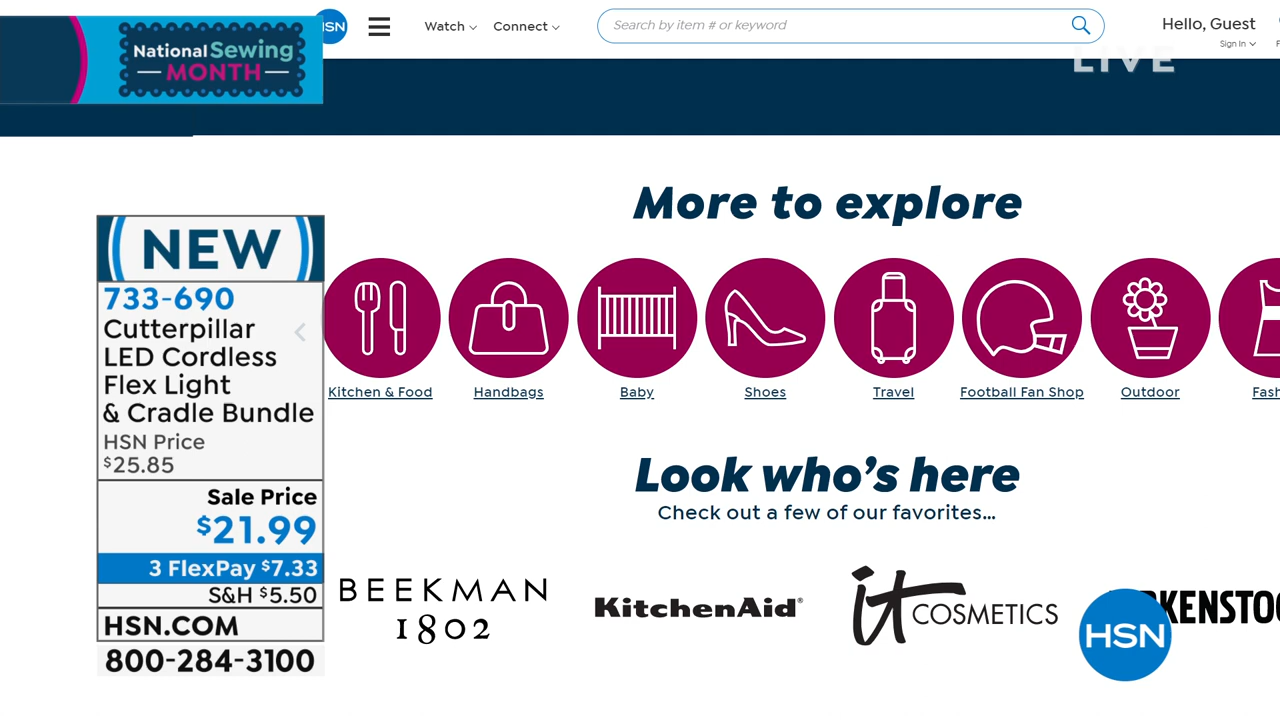 HSN
Watch
Connect
Search by item # or keyword
Hello, Guest
Sign In
National Sewing
MONTH
LIVE
More to explore
NEW
733-690
Cutterpillar
LED Cordless
Flex Light
& Cradle Bundle
HSN Price
$25.85
Sale Price
$21.99
3 FlexPay $7.33
S&H $5.50
HSN.COM
800-284-3100
Kitchen & Food
Handbags
Baby
Shoes
Travel
Football Fan Shop
Outdoor
Look who's here
Check out a few of our favorites...
BEEKMAN
1802
KitchenAid®
it COSMETICS
HSN